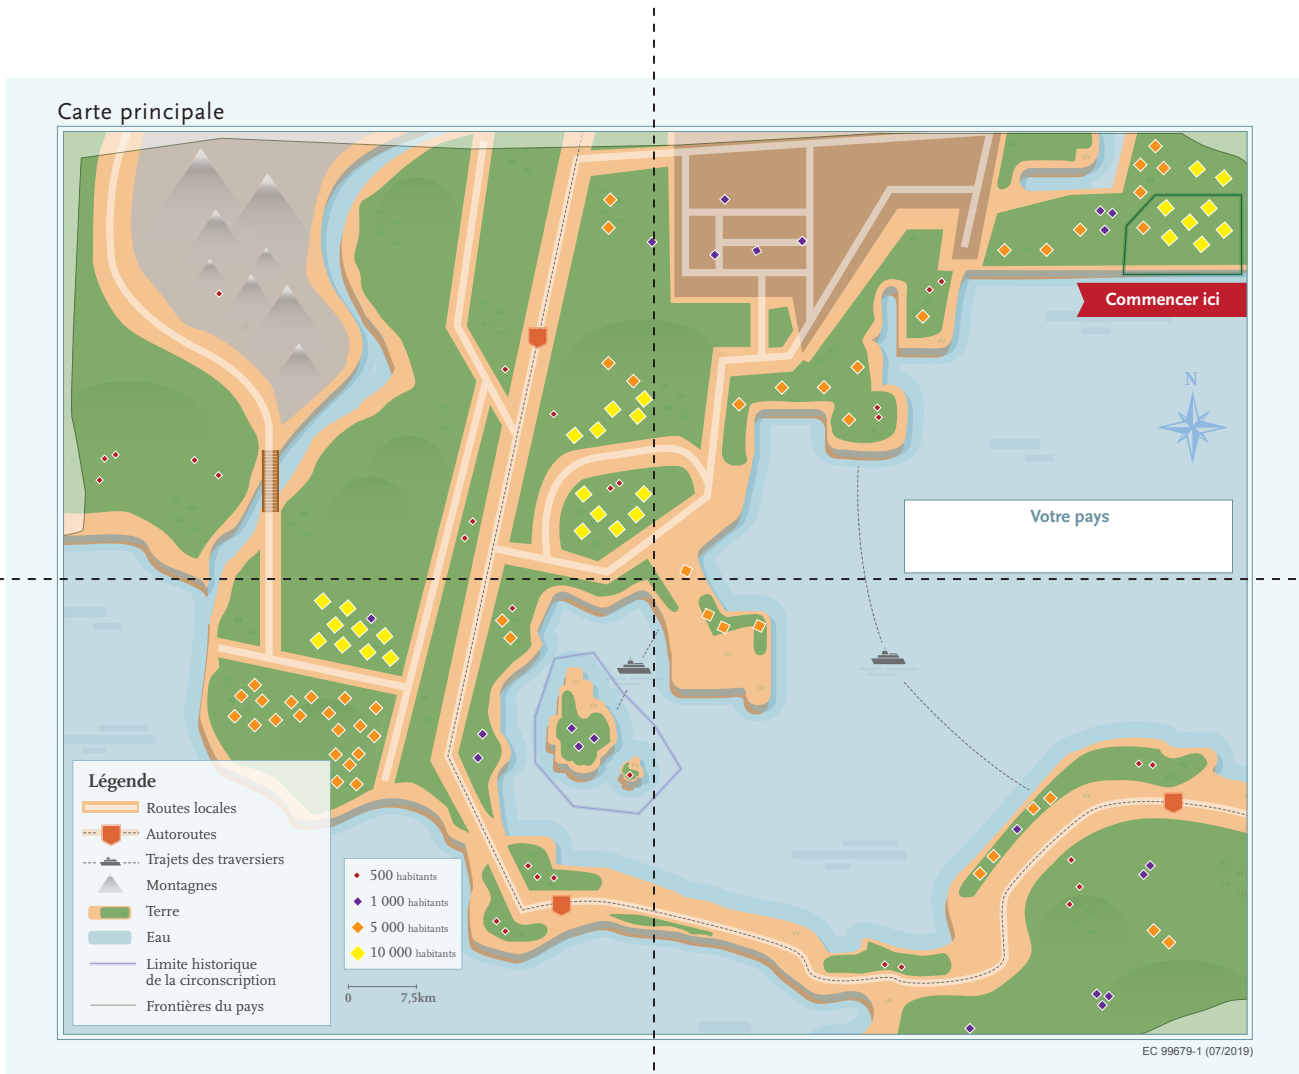 Carte principale
Commencer ici
N
Votre pays
Légende
Routes locales
Autoroutes
Trajets des traversiers
Montagnes
Terre
Eau
Limite historique
de la circonscription
Frontières du pays
500 habitants
1 000 habitants
5 000 habitants
10 000 habitants
0 7,5km
EC 99679-1 (07/2019)